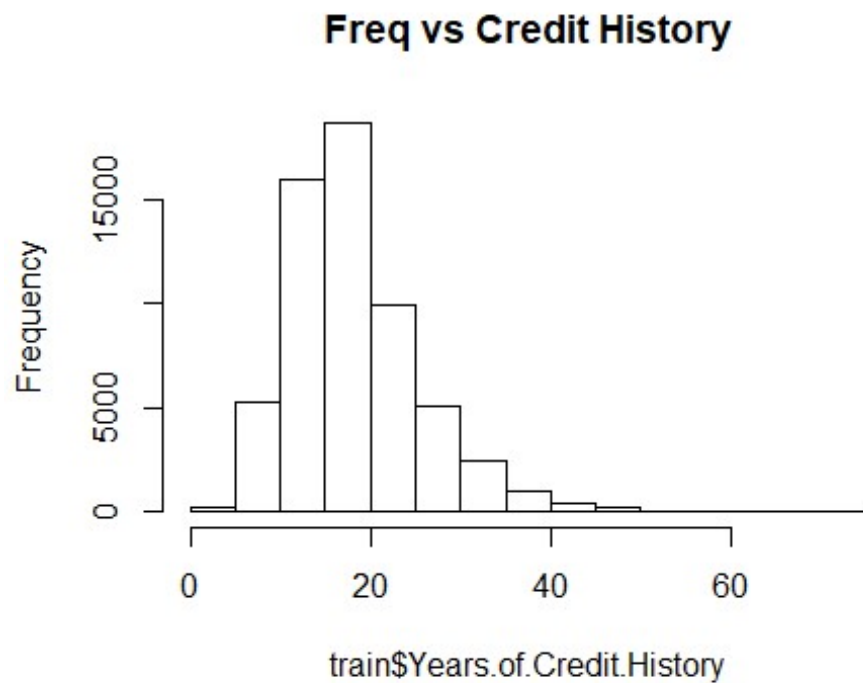 Freq vs Credit History
Frequency
15000
5000
0
0 20 40 60
train$Years.of.Credit.History